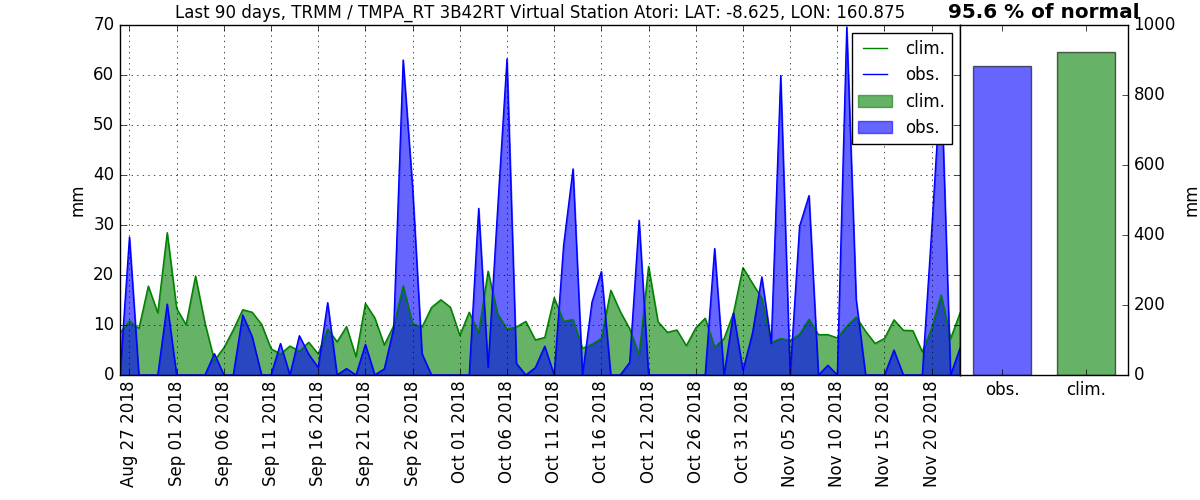 Last 90 days, TRMM / TMPA_RT 3B42RT Virtual Station Atori: LAT: -8.625, LON: 160.875
95.6 % of normal
70
60
50
40
30
20
10
0
mm
clim.
obs.
clim.
obs.
Aug 27 2018
Sep 01 2018
Sep 06 2018
Sep 11 2018
Sep 16 2018
Sep 21 2018
Sep 26 2018
Oct 01 2018
Oct 06 2018
Oct 11 2018
Oct 16 2018
Oct 21 2018
Oct 26 2018
Oct 31 2018
Nov 05 2018
Nov 10 2018
Nov 15 2018
Nov 20 2018
1000
800
600
400
200
0
mm
obs.
clim.